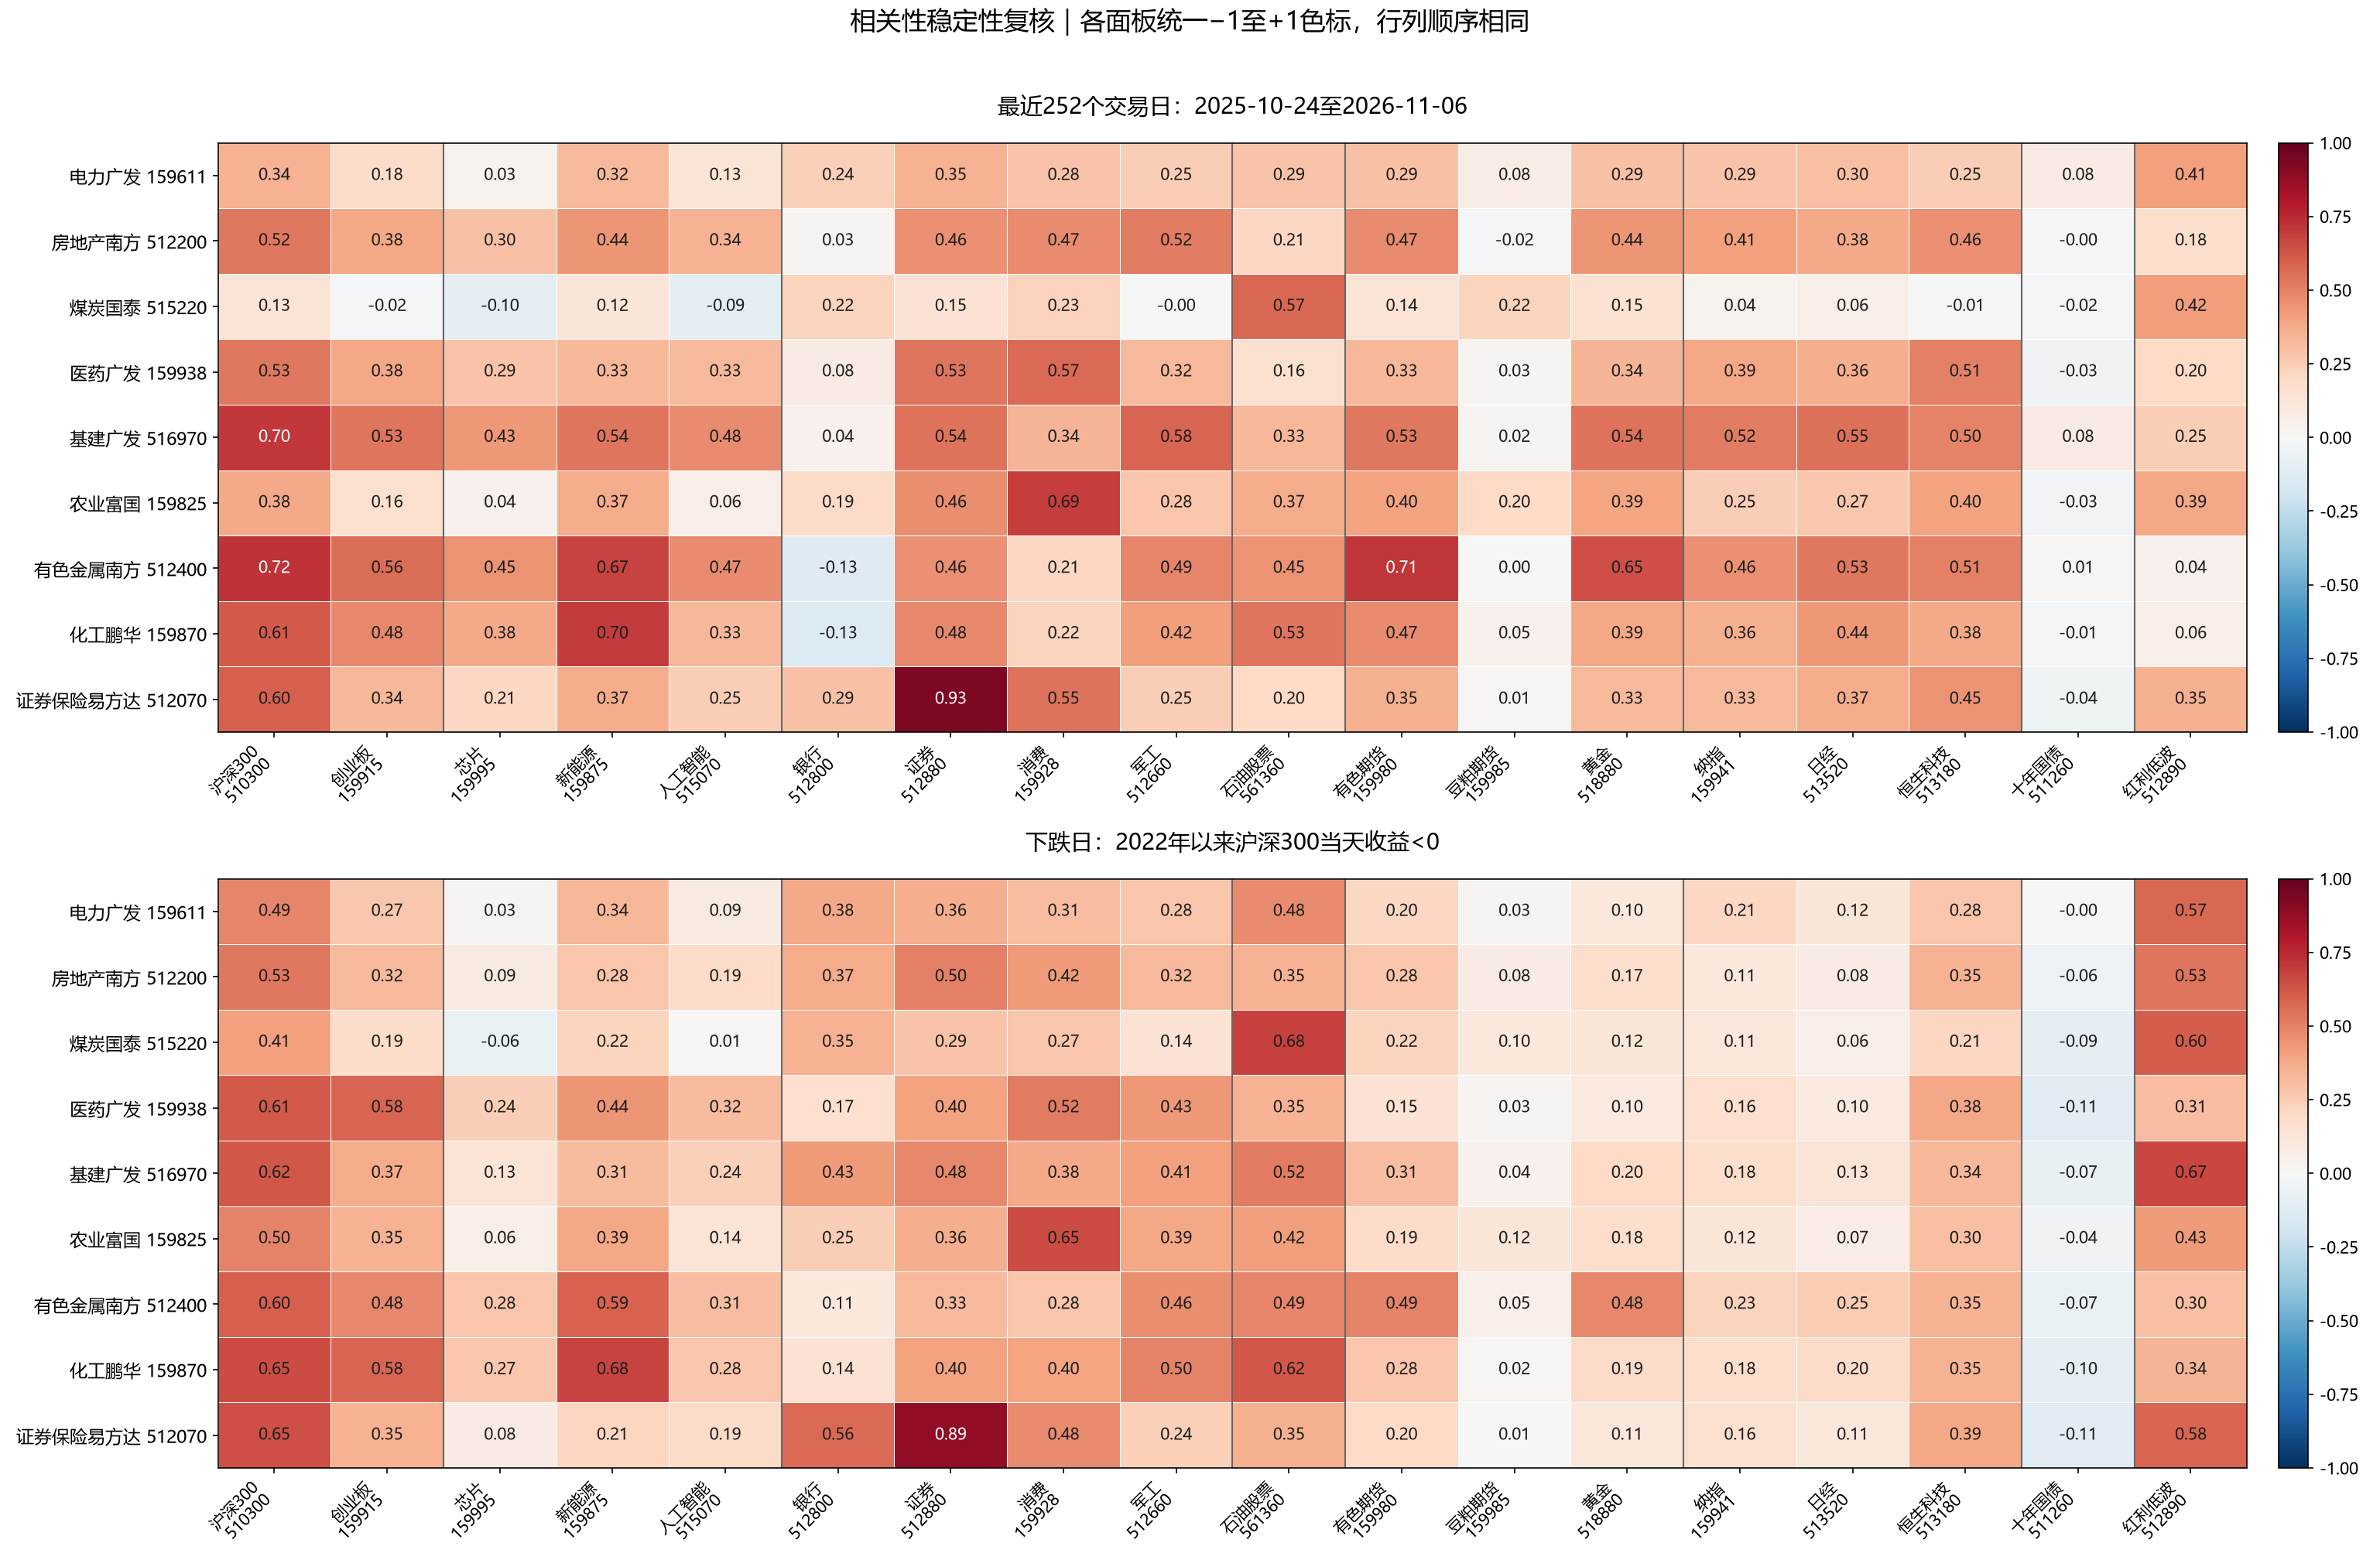 相关性稳定性复核 | 各面板统一−1至+1色标，行列顺序相同
最近252个交易日：2025-10-24至2026-11-06
电力广发 159611 0.34 0.18 0.03 0.32 0.13 0.24 0.35 0.28 0.25 0.29 0.29 0.08 0.29 0.29 0.30 0.25 0.08 0.41
房地产南方 512200 0.52 0.38 0.30 0.44 0.34 0.03 0.46 0.47 0.52 0.21 0.47 -0.02 0.44 0.41 0.38 0.46 -0.00 0.18
煤炭国泰 515220 0.13 -0.02 -0.10 0.12 -0.09 0.22 0.15 0.23 -0.00 0.57 0.14 0.22 0.15 0.04 0.06 -0.01 -0.02 0.42
医药广发 159938 0.53 0.38 0.29 0.33 0.33 0.08 0.53 0.57 0.32 0.16 0.33 0.03 0.34 0.39 0.36 0.51 -0.03 0.20
基建广发 516970 0.70 0.53 0.43 0.54 0.48 0.04 0.54 0.34 0.58 0.33 0.53 0.02 0.54 0.52 0.55 0.50 0.08 0.25
农业富国 159825 0.38 0.16 0.04 0.37 0.06 0.19 0.46 0.69 0.28 0.37 0.40 0.20 0.39 0.25 0.27 0.40 -0.03 0.39
有色金属南方 512400 0.72 0.56 0.45 0.67 0.47 -0.13 0.46 0.21 0.49 0.45 0.71 0.00 0.65 0.46 0.53 0.51 0.01 0.04
化工鹏华 159870 0.61 0.48 0.38 0.70 0.33 -0.13 0.48 0.22 0.42 0.53 0.47 0.05 0.39 0.36 0.44 0.38 -0.01 0.06
证券保险易方达 512070 0.60 0.34 0.21 0.37 0.25 0.29 0.93 0.55 0.25 0.20 0.35 0.01 0.33 0.33 0.37 0.45 -0.04 0.35
沪深300 创业板 芯片 新能源 人工智能 银行 证券 消费 军工 石油股票 有色期货 豆粕期货 黄金 纳指 日经 恒生科技 十年国债 红利低波
510300 159915 159995 159875 515070 512800 512880 159928 512660 561360 159980 159985 518880 159941 513520 513180 511260 512890
1.00
0.75
0.50
0.25
0.00
-0.25
-0.50
-0.75
-1.00
下跌日：2022年以来沪深300当天收益<0
电力广发 159611 0.49 0.27 0.03 0.34 0.09 0.38 0.36 0.31 0.28 0.48 0.20 0.03 0.10 0.21 0.12 0.28 -0.00 0.57
房地产南方 512200 0.53 0.32 0.09 0.28 0.19 0.37 0.50 0.42 0.32 0.35 0.28 0.08 0.17 0.11 0.08 0.35 -0.06 0.53
煤炭国泰 515220 0.41 0.19 -0.06 0.22 0.01 0.35 0.29 0.27 0.14 0.68 0.22 0.10 0.12 0.11 0.06 0.21 -0.09 0.60
医药广发 159938 0.61 0.58 0.24 0.44 0.32 0.17 0.40 0.52 0.43 0.35 0.15 0.03 0.10 0.16 0.10 0.38 -0.11 0.31
基建广发 516970 0.62 0.37 0.13 0.31 0.24 0.43 0.48 0.38 0.41 0.52 0.31 0.04 0.20 0.18 0.13 0.34 -0.07 0.67
农业富国 159825 0.50 0.35 0.06 0.39 0.14 0.25 0.36 0.65 0.39 0.42 0.19 0.12 0.18 0.12 0.07 0.30 -0.04 0.43
有色金属南方 512400 0.60 0.48 0.28 0.59 0.31 0.11 0.33 0.28 0.46 0.49 0.49 0.05 0.48 0.23 0.25 0.35 -0.07 0.30
化工鹏华 159870 0.65 0.58 0.27 0.68 0.28 0.14 0.40 0.40 0.50 0.62 0.28 0.02 0.19 0.18 0.20 0.35 -0.10 0.34
证券保险易方达 512070 0.65 0.35 0.08 0.21 0.19 0.56 0.89 0.48 0.24 0.35 0.20 0.01 0.11 0.16 0.11 0.39 -0.11 0.58
沪深300 创业板 芯片 新能源 人工智能 银行 证券 消费 军工 石油股票 有色期货 豆粕期货 黄金 纳指 日经 恒生科技 十年国债 红利低波
510300 159915 159995 159875 515070 512800 512880 159928 512660 561360 159980 159985 518880 159941 513520 513180 511260 512890
1.00
0.75
0.50
0.25
0.00
-0.25
-0.50
-0.75
-1.00